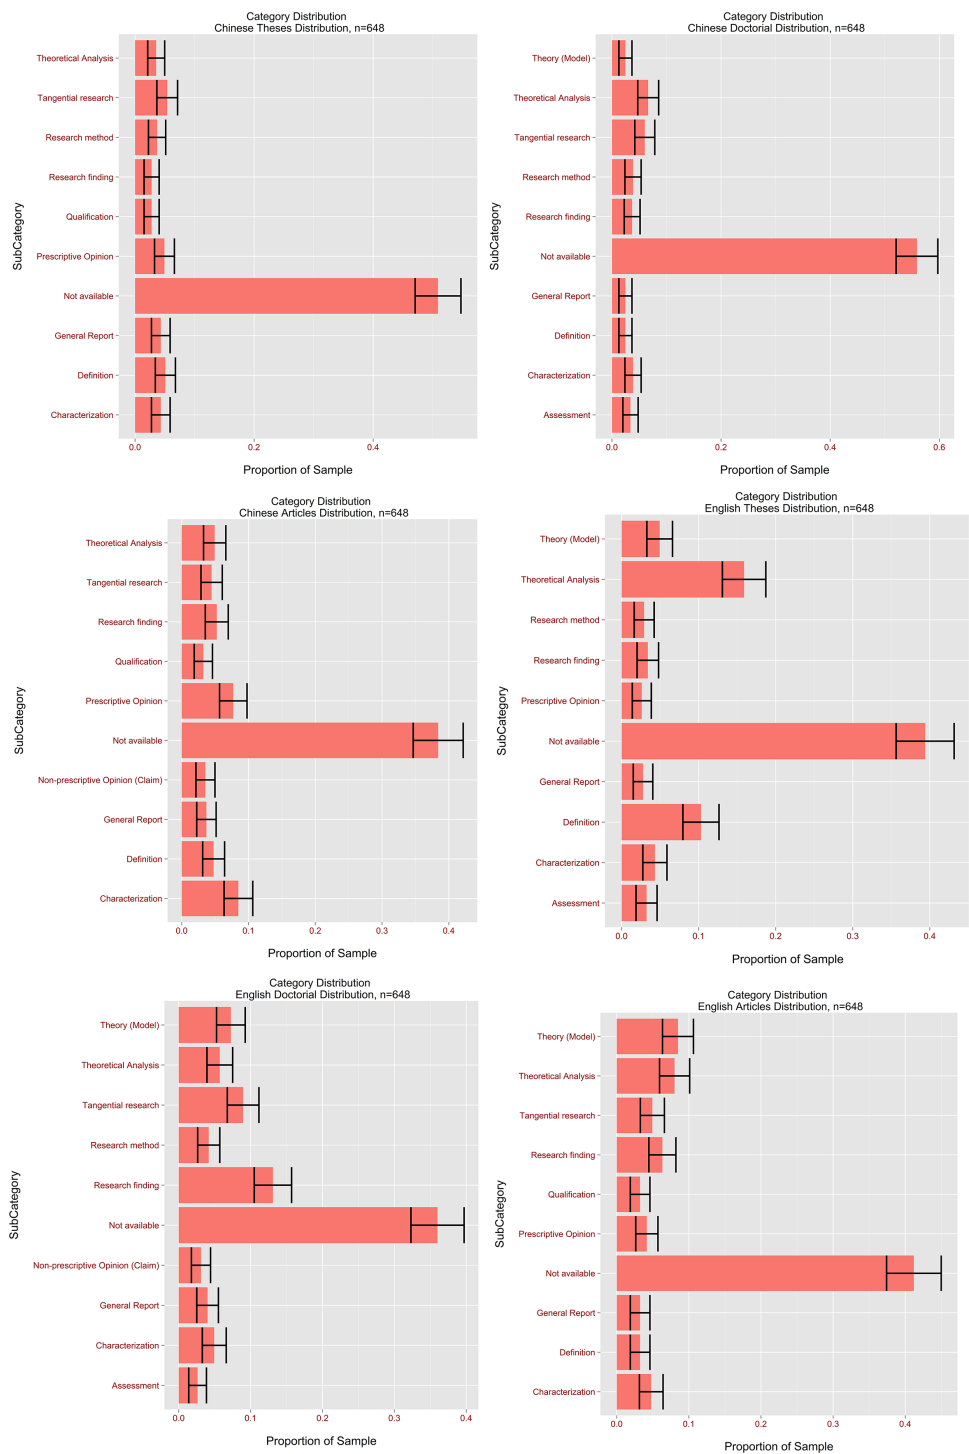 Category Distribution
Chinese Theses Distribution, n=648
SubCategory
Theoretical Analysis
Tangential research
Research method
Research finding
Qualification
Prescriptive Opinion
Not available
General Report
Definition
Characterization
0.0 0.2 0.4
Proportion of Sample
Category Distribution
Chinese Doctorial Distribution, n=648
SubCategory
Theory (Model)
Theoretical Analysis
Tangential research
Research method
Research finding
Not available
General Report
Definition
Characterization
Assessment
0.0 0.2 0.4 0.6
Proportion of Sample
Category Distribution
Chinese Articles Distribution, n=648
SubCategory
Theoretical Analysis
Tangential research
Research finding
Qualification
Prescriptive Opinion
Not available
Non-prescriptive Opinion (Claim)
General Report
Definition
Characterization
0.0 0.1 0.2 0.3 0.4
Proportion of Sample
Category Distribution
English Theses Distribution, n=648
SubCategory
Theory (Model)
Theoretical Analysis
Research method
Research finding
Prescriptive Opinion
Not available
General Report
Definition
Characterization
Assessment
0.0 0.1 0.2 0.3 0.4
Proportion of Sample
Category Distribution
English Doctorial Distribution, n=648
SubCategory
Theory (Model)
Theoretical Analysis
Tangential research
Research method
Research finding
Not available
Non-prescriptive Opinion (Claim)
General Report
Characterization
Assessment
0.0 0.1 0.2 0.3 0.4
Proportion of Sample
Category Distribution
English Articles Distribution, n=648
SubCategory
Theory (Model)
Theoretical Analysis
Tangential research
Research finding
Qualification
Prescriptive Opinion
Not available
General Report
Definition
Characterization
0.0 0.1 0.2 0.3 0.4
Proportion of Sample